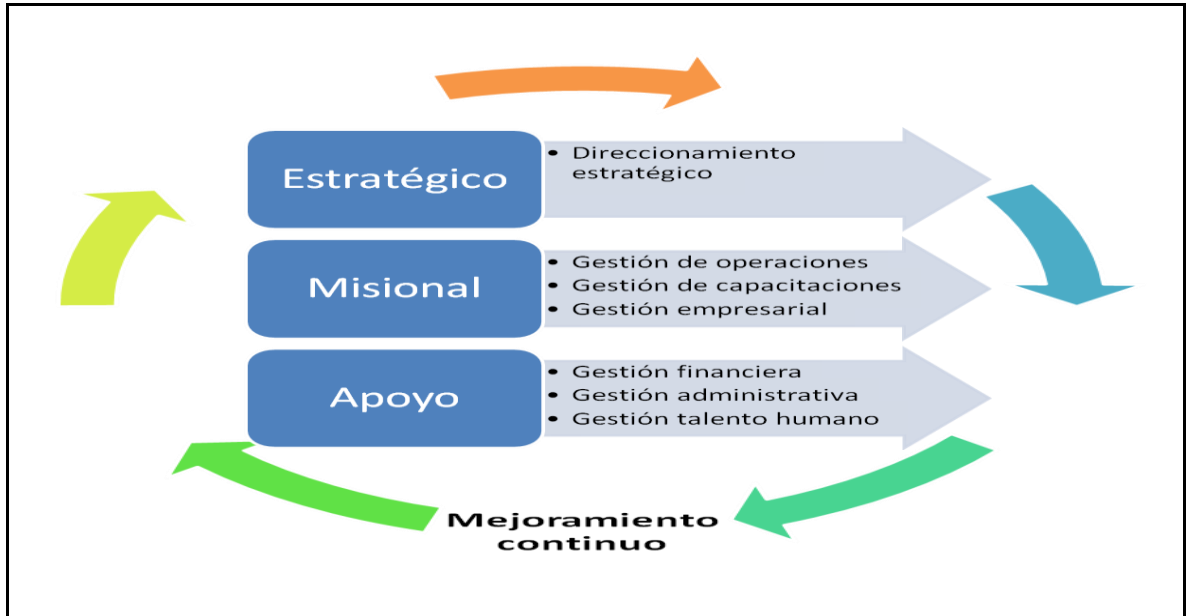 Estratégico
• Direccionamiento
estratégico
Misional
• Gestión de operaciones
• Gestión de capacitaciones
• Gestión empresarial
Apoyo
• Gestión financiera
• Gestión administrativa
• Gestión talento humano
Mejoramiento
continuo